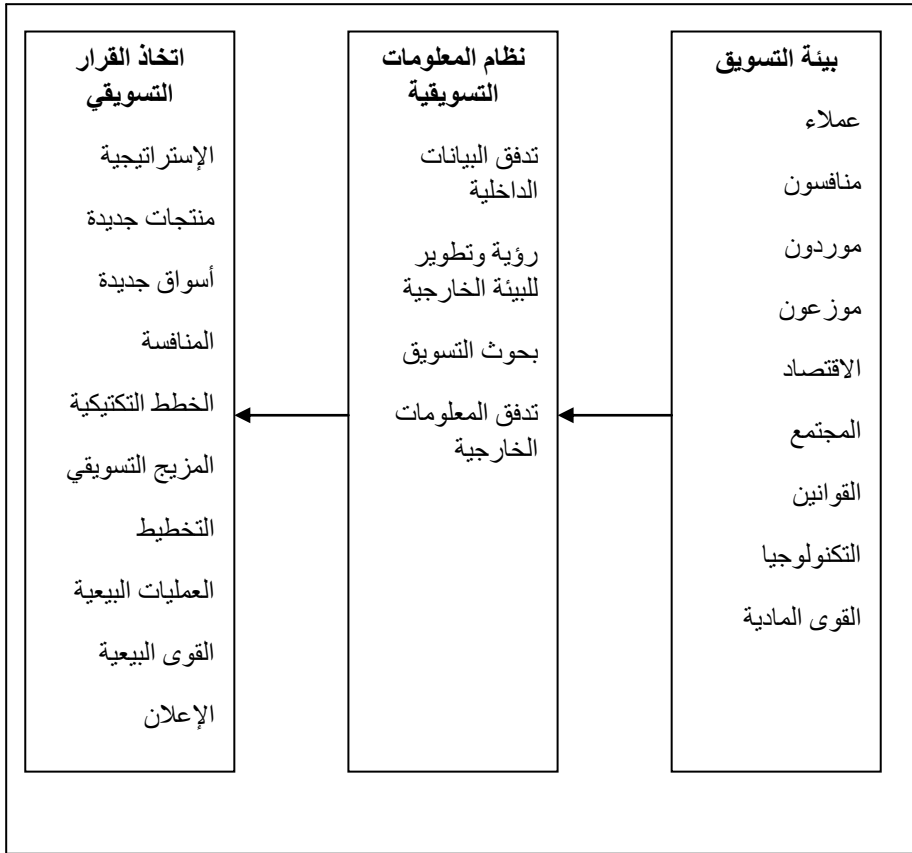 بيئة التسويق
عملاء
منافسون
موردون
موزعون
الاقتصاد
المجتمع
القوانين
التكنولوجيا
القوى المادية
نظام المعلومات
التسويقية
تدفق البيانات
الداخلية
رؤية وتطوير
للبيئة الخارجية
بحوث التسويق
تدفق المعلومات
الخارجية
اتخاذ القرار
التسويقي
الإستراتيجية
منتجات جديدة
أسواق جديدة
المنافسة
الخطط التكتيكية
المزيج التسويقي
التخطيط
العمليات البيعية
القوى البيعية
الإعلان